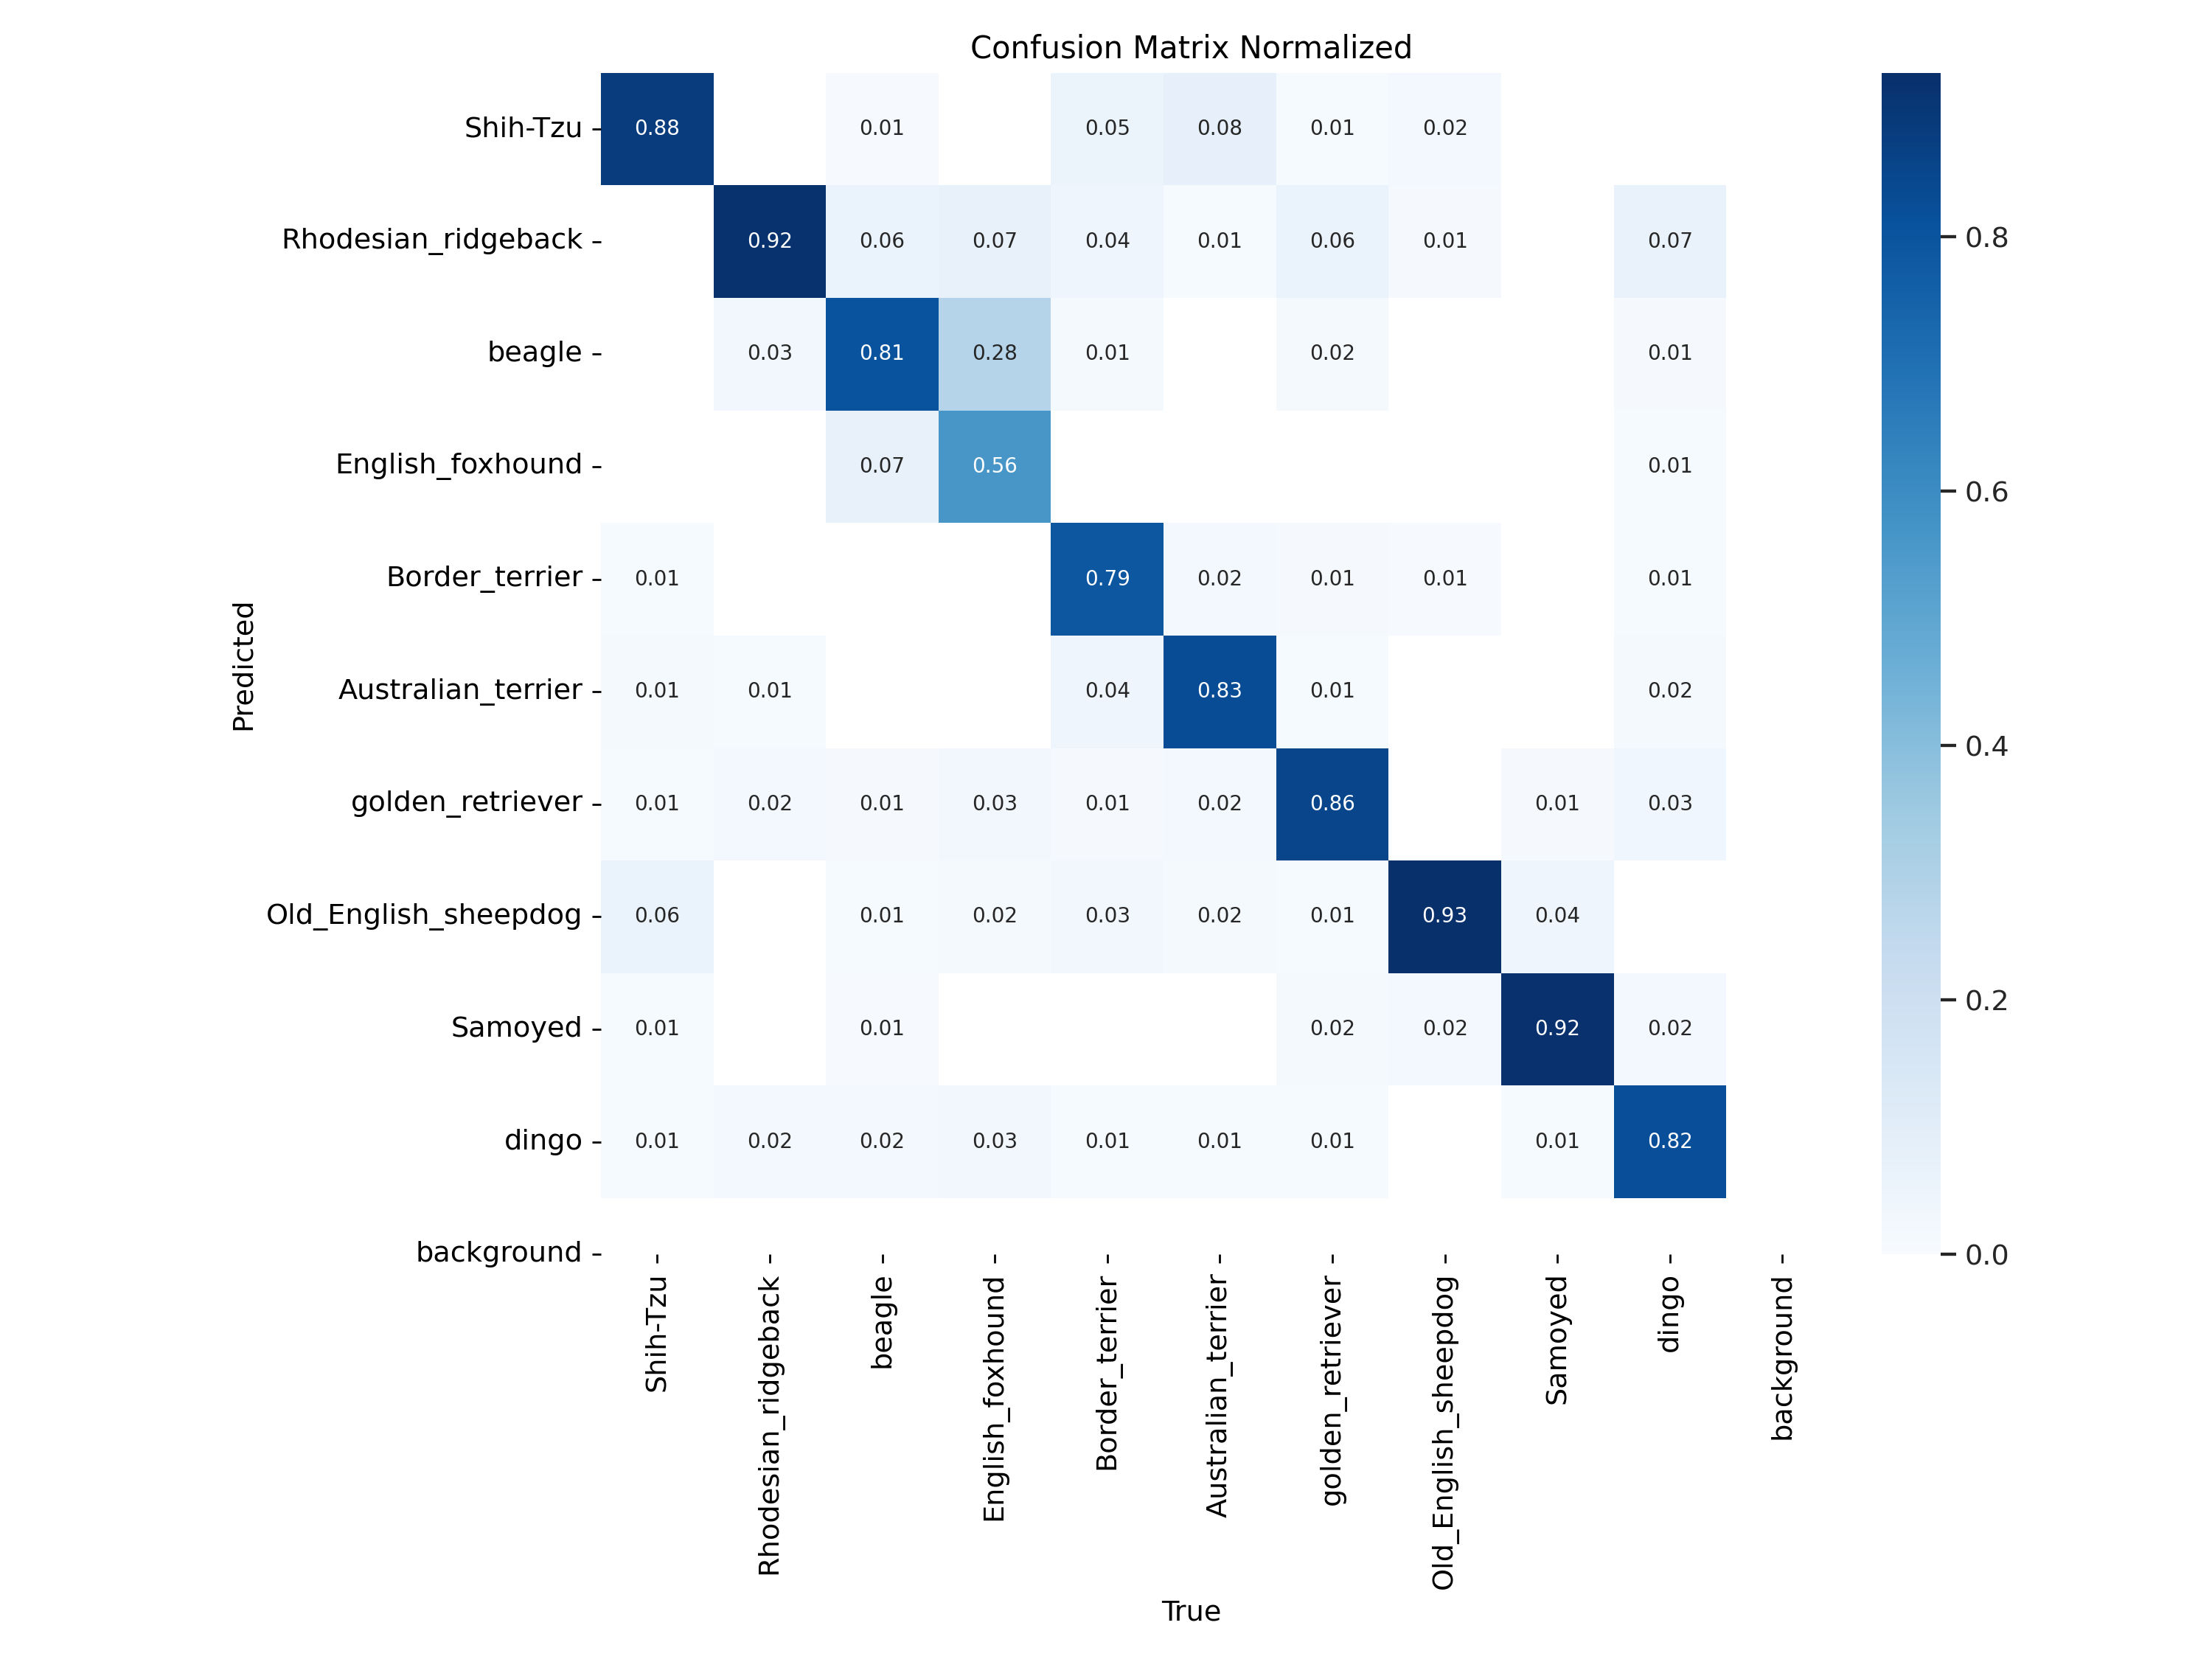 Confusion Matrix Normalized
Shih-Tzu 0.88 0.01 0.05 0.08 0.01 0.02
Rhodesian_ridgeback 0.92 0.06 0.07 0.04 0.01 0.06 0.01 0.07
0.8
beagle 0.03 0.81 0.28 0.01 0.02 0.01
English_foxhound 0.07 0.56 0.01
0.6
Border_terrier 0.01 0.79 0.02 0.01 0.01 0.01
Predicted
Australian_terrier 0.01 0.01 0.04 0.83 0.01 0.02
0.4
golden_retriever 0.01 0.02 0.01 0.03 0.01 0.02 0.86 0.01 0.03
Old_English_sheepdog 0.06 0.01 0.02 0.03 0.02 0.01 0.93 0.04
0.2
Samoyed 0.01 0.01 0.02 0.02 0.92 0.02
dingo 0.01 0.02 0.02 0.03 0.01 0.01 0.01 0.01 0.82
background
0.0
Shih-Tzu
Rhodesian_ridgeback
beagle
English_foxhound
Border_terrier
Australian_terrier
golden_retriever
Old_English_sheepdog
Samoyed
dingo
background
True